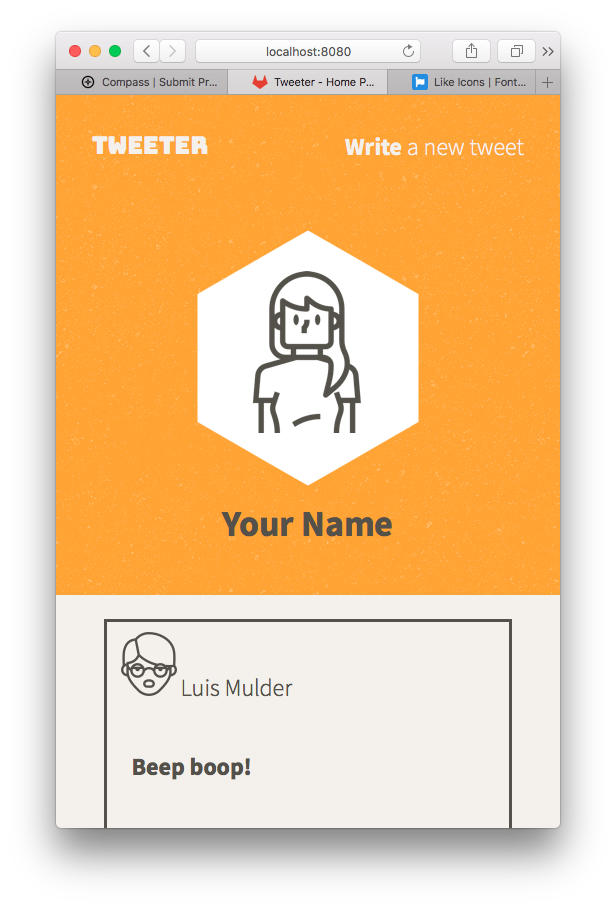 localhost:8080
Compass | Submit Pr...
Tweeter - Home P...
Like Icons | Font...
TWEETER
Write a new tweet
Your Name
Luis Mulder
Beep boop!